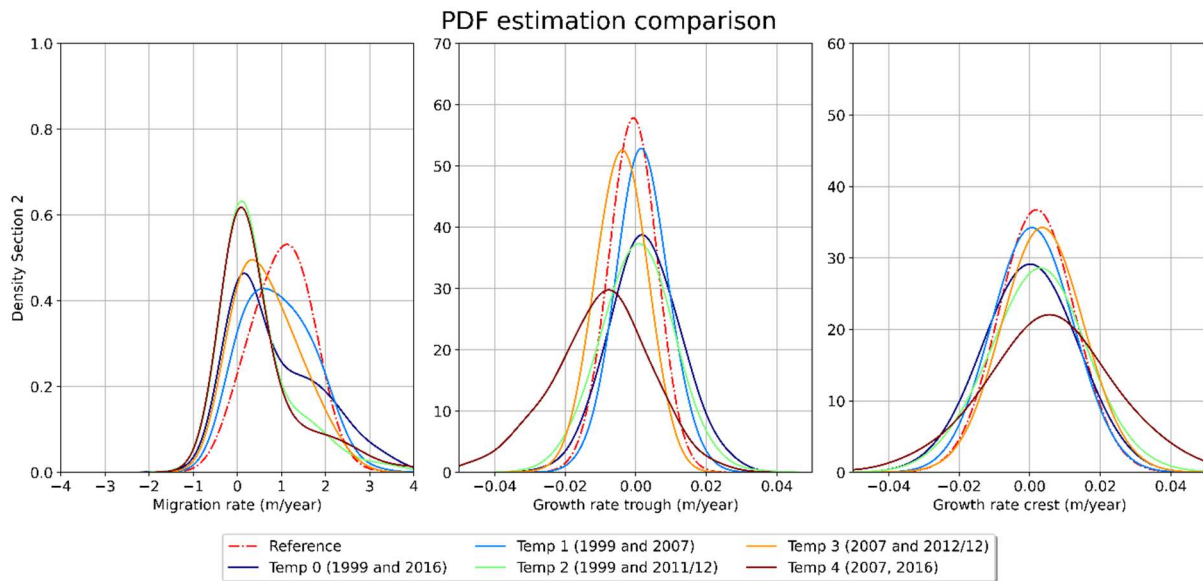 PDF estimation comparison
Density Section 2
1.0
0.8
0.6
0.4
0.2
0.0
−4 −3 −2 −1 0 1 2 3 4
Migration rate (m/year)
70
60
50
40
30
20
10
0
−0.04 −0.02 0.00 0.02 0.04
Growth rate trough (m/year)
60
50
40
30
20
10
0
−0.04 −0.02 0.00 0.02 0.04
Growth rate crest (m/year)
Reference
Temp 0 (1999 and 2016)
Temp 1 (1999 and 2007)
Temp 2 (1999 and 2011/12)
Temp 3 (2007 and 2012/12)
Temp 4 (2007, 2016)